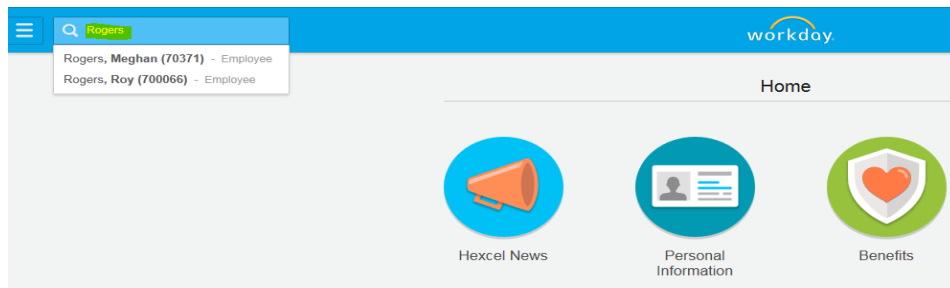 Rogers
workday.
Rogers, Meghan (70371) - Employee
Rogers, Roy (700066) - Employee
Home
Hexcel News
Personal
Information
Benefits